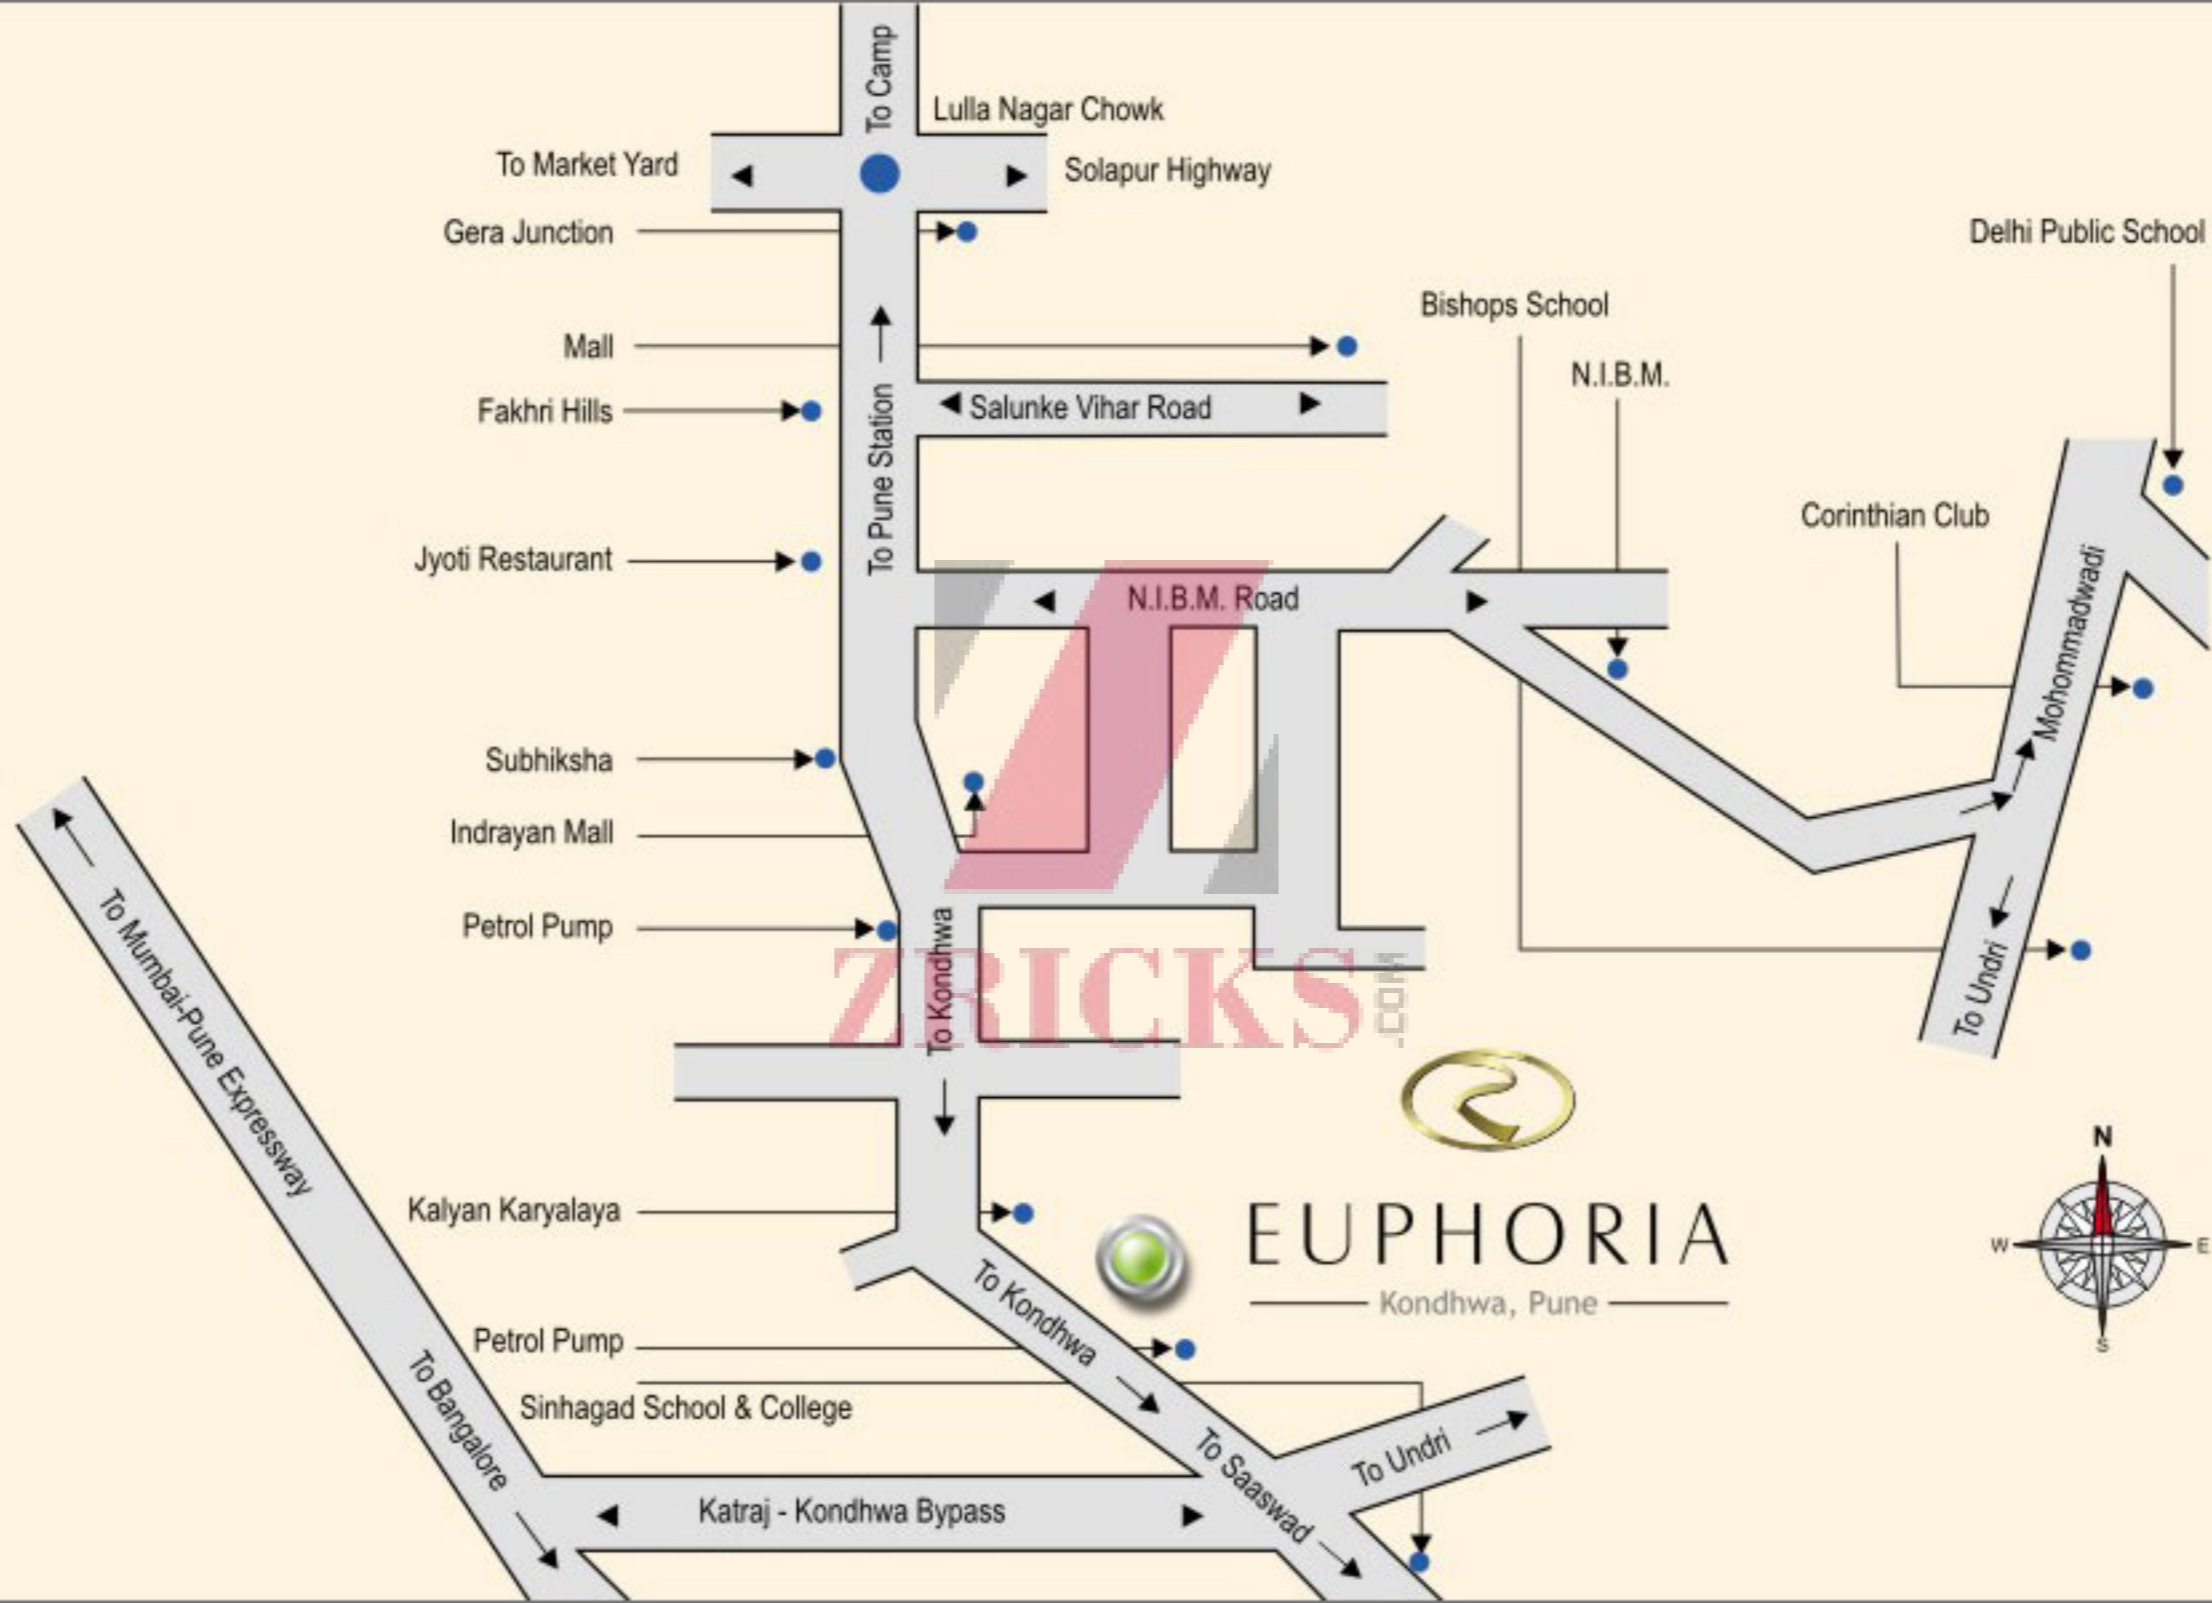 To Camp
Lulla Nagar Chowk
To Market Yard
Solapur Highway
Gera Junction
Delhi Public School
Bishops School
Mall
N.I.B.M.
Fakhri Hills
Salunke Vihar Road
To Pune Station
Corinthian Club
Jyoti Restaurant
N.I.B.M. Road
Mohommadwadi
Subhiksha
Indrayan Mall
Petrol Pump
To Kondhwa
To Undri
ZRICKS.COM
To Mumbai-Pune Expressway
N
W
E
S
Kalyan Karyalaya
EUPHORIA
Kondhwa, Pune
To Kondhwa
Petrol Pump
To Bangalore
Sinhagad School & College
To Saaswad
To Undri
Katraj - Kondhwa Bypass